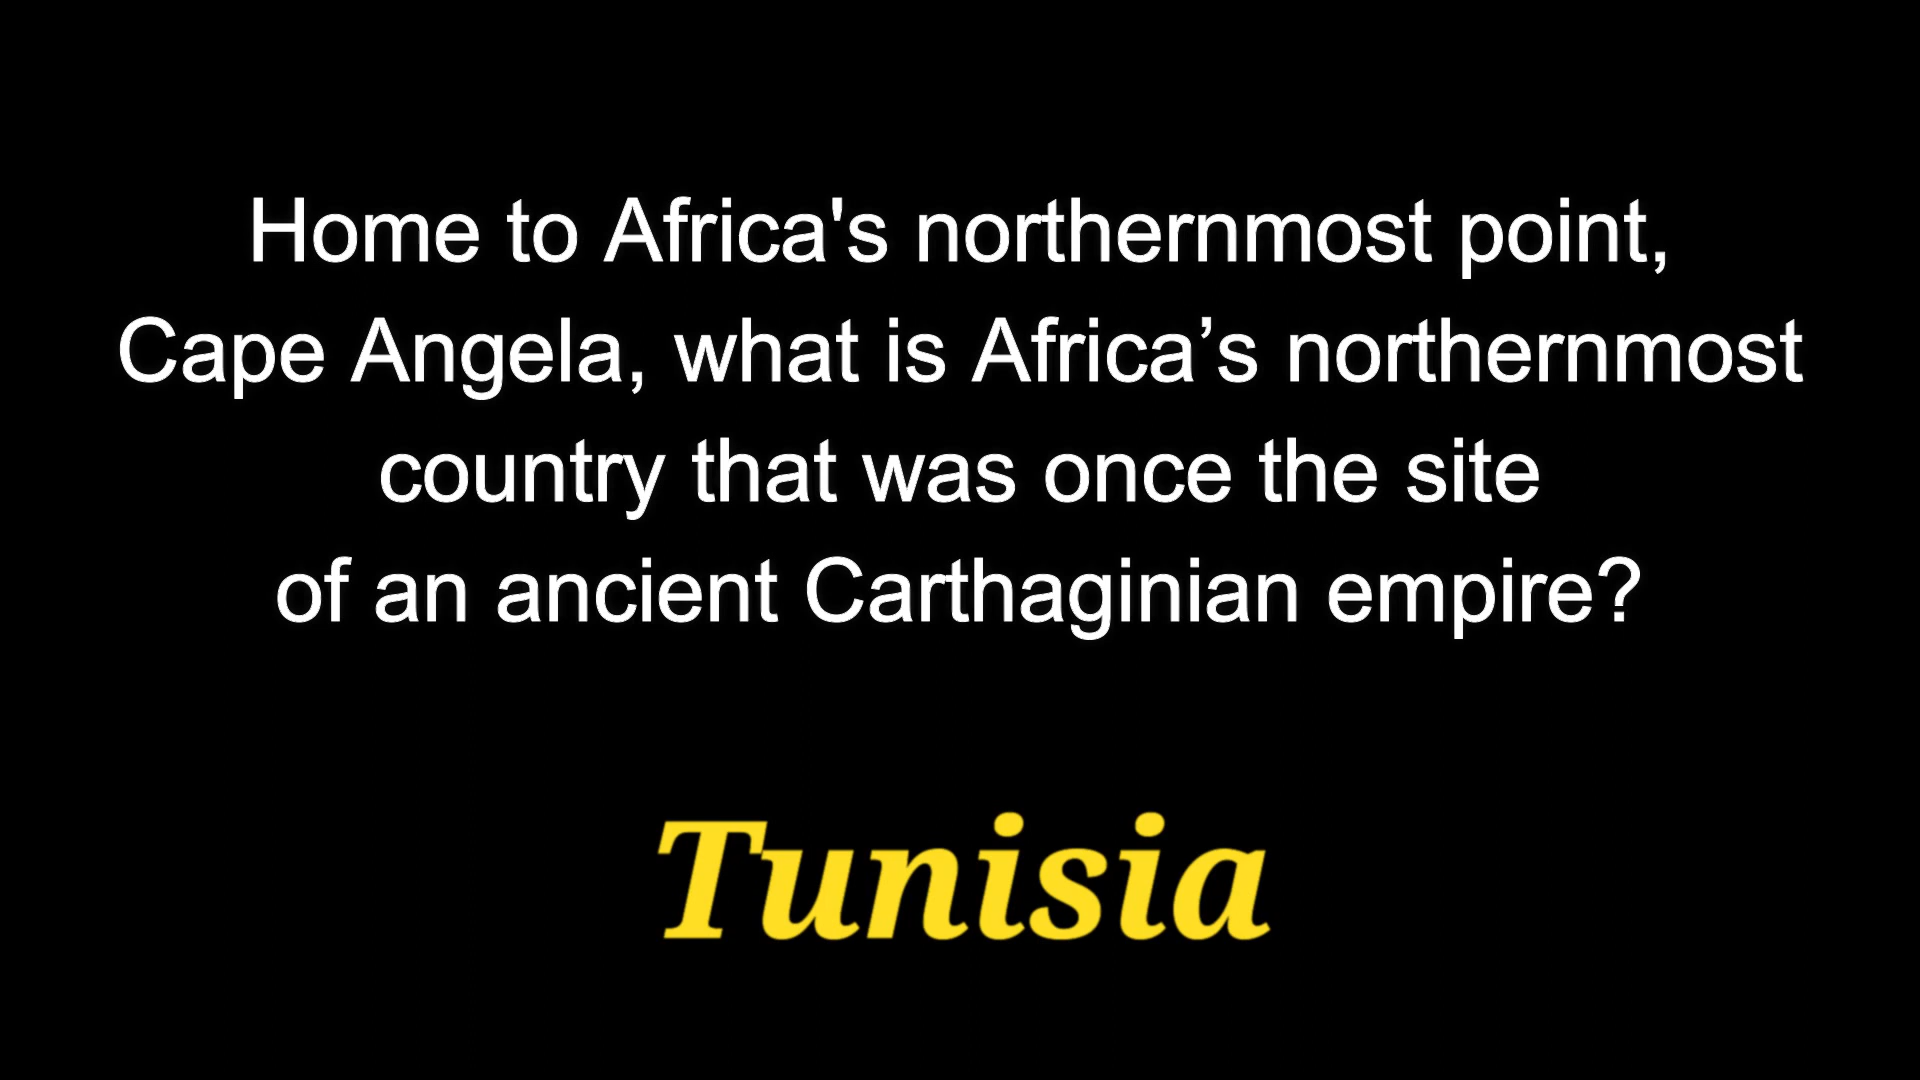 Home to Africa's northernmost point,
Cape Angela, what is Africa’s northernmost
country that was once the site
of an ancient Carthaginian empire?
Tunisia